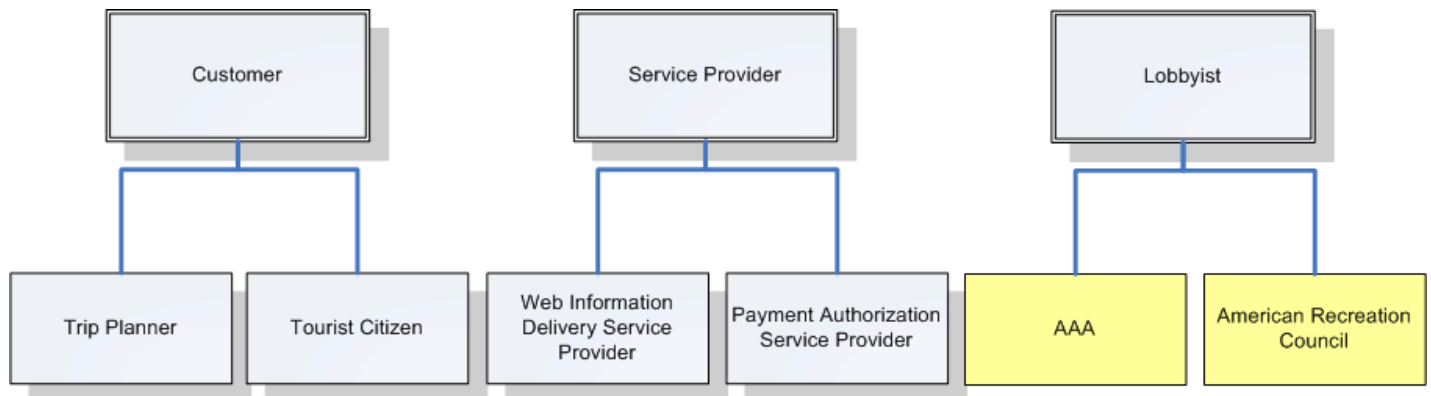 Customer
Service Provider
Lobbyist
Trip Planner
Tourist Citizen
Web Information
Delivery Service
Provider
Payment Authorization
Service Provider
AAA
American Recreation
Council